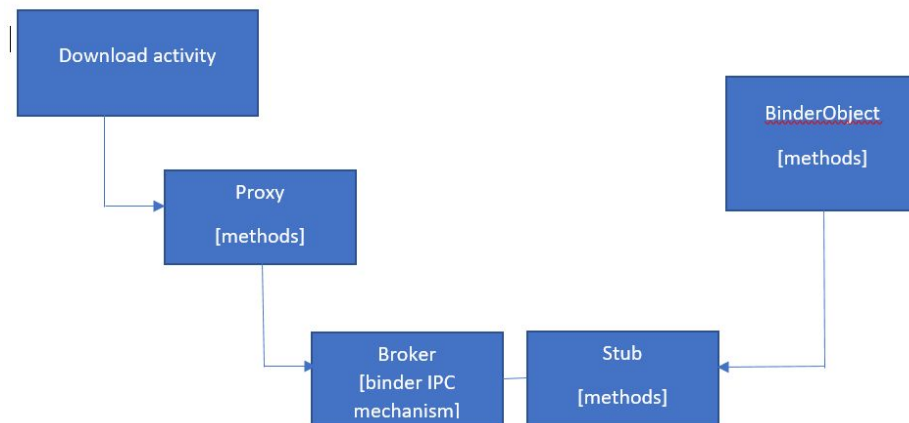 Download activity
BinderObject
[methods]
Proxy
[methods]
Broker
[binder IPC
mechanism]
Stub
[methods]